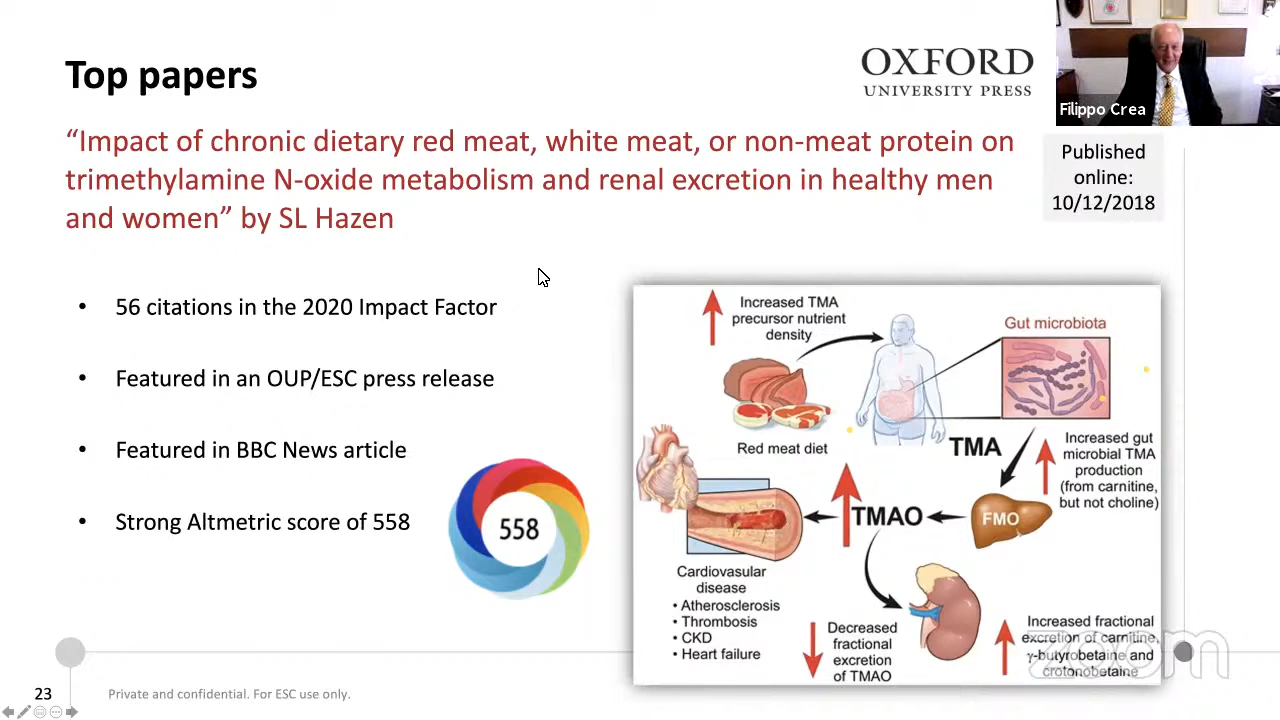 Top papers
OXFORD
UNIVERSITY PRESS
Filippo Crea
“Impact of chronic dietary red meat, white meat, or non-meat protein on
trimethylamine N-oxide metabolism and renal excretion in healthy men
and women” by SL Hazen
Published
online:
10/12/2018
• 56 citations in the 2020 Impact Factor
• Featured in an OUP/ESC press release
• Featured in BBC News article
• Strong Altmetric score of 558
558
Increased TMA
precursor nutrient
density
Gut microbiota
Red meat diet
TMA
Increased gut
microbial TMA
production
(from carnitine,
but not choline)
TMAO
FMO
Cardiovasular
disease
• Atherosclerosis
• Thrombosis
• CKD
• Heart failure
Decreased
fractional
excretion
of TMAO
Increased fractional
excretion of carnitine,
γ-butyrobetaine and
crotonobetaine
zoom
23
Private and confidential. For ESC use only.